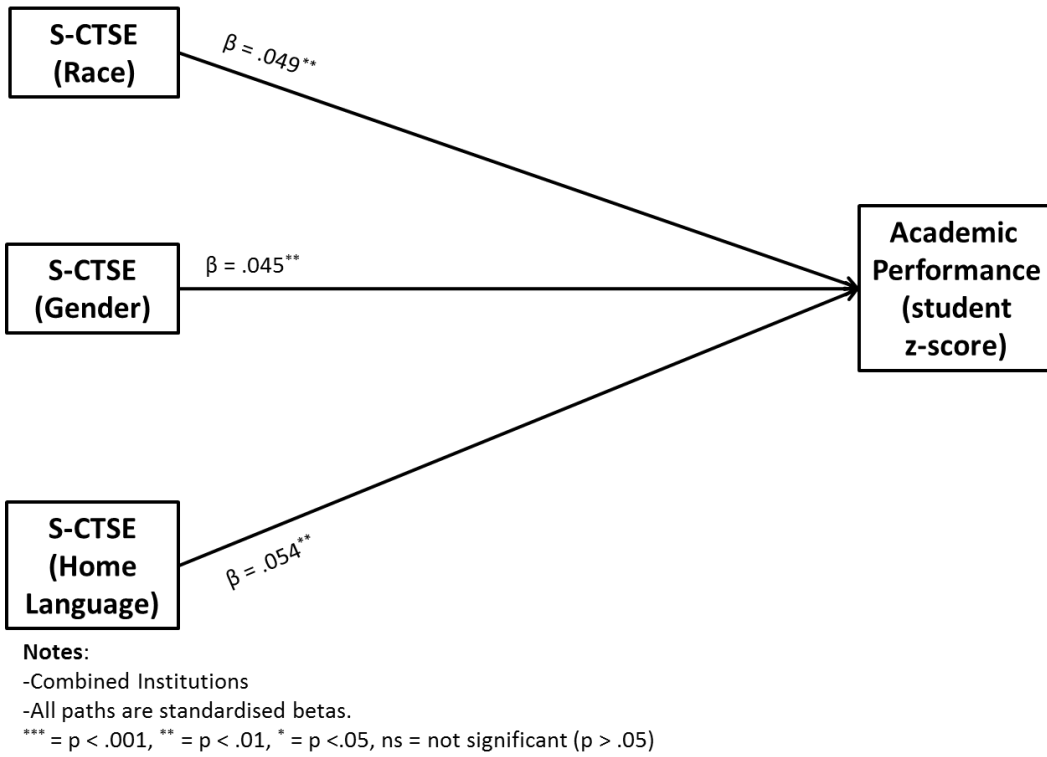 S-CTSE
(Race)
β = .049**
S-CTSE
(Gender)
β = .045**
Academic
Performance
(student
z-score)
S-CTSE
(Home
Language)
β = .054**
Notes:
-Combined Institutions
-All paths are standardised betas.
*** = p < .001, ** = p < .01, * = p <.05, ns = not significant (p > .05)